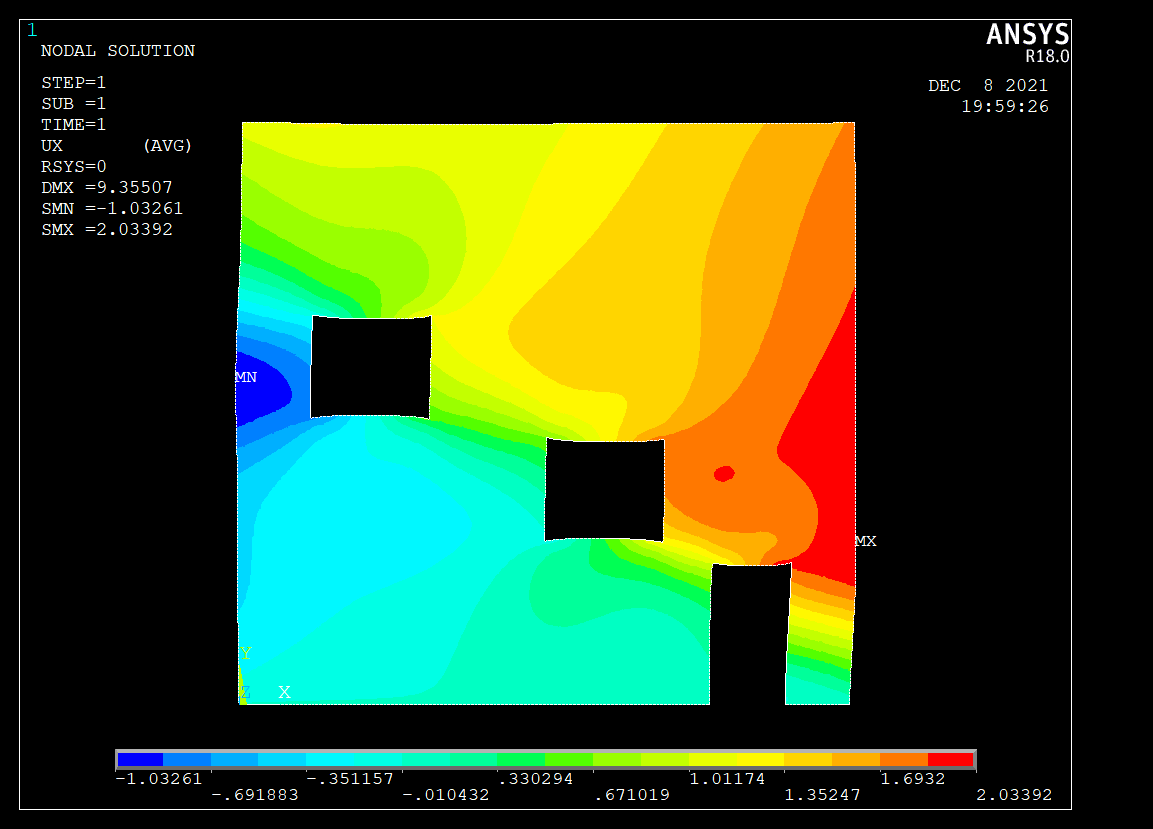 1
ANSYS
R18.0
NODAL SOLUTION
STEP=1
SUB =1
TIME=1
UX (AVG)
RSYS=0
DMX =9.35507
SMN =-1.03261
SMX =2.03392
DEC 8 2021
19:59:26
MN
MX
Y
Z X
-1.03261 -.351157 .330294 1.01174 1.6932
-.691883 -.010432 .671019 1.35247 2.03392